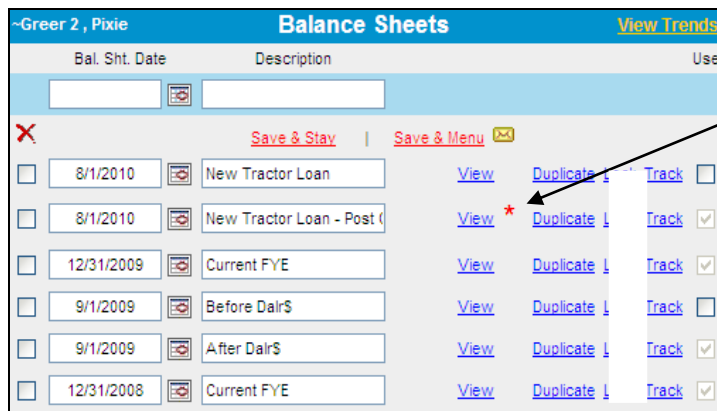 ~Greer 2 , Pixie Balance Sheets View Trends
Bal. Sht. Date Description Use
Save & Stay | Save & Menu
8/1/2010 New Tractor Loan View Duplicate Track
8/1/2010 New Tractor Loan - Post View * Duplicate L Track
12/31/2009 Current FYE View Duplicate L Track
9/1/2009 Before Dalr$ View Duplicate L Track
9/1/2009 After Dalr$ View Duplicate L Track
12/31/2008 Current FYE View Duplicate L Track